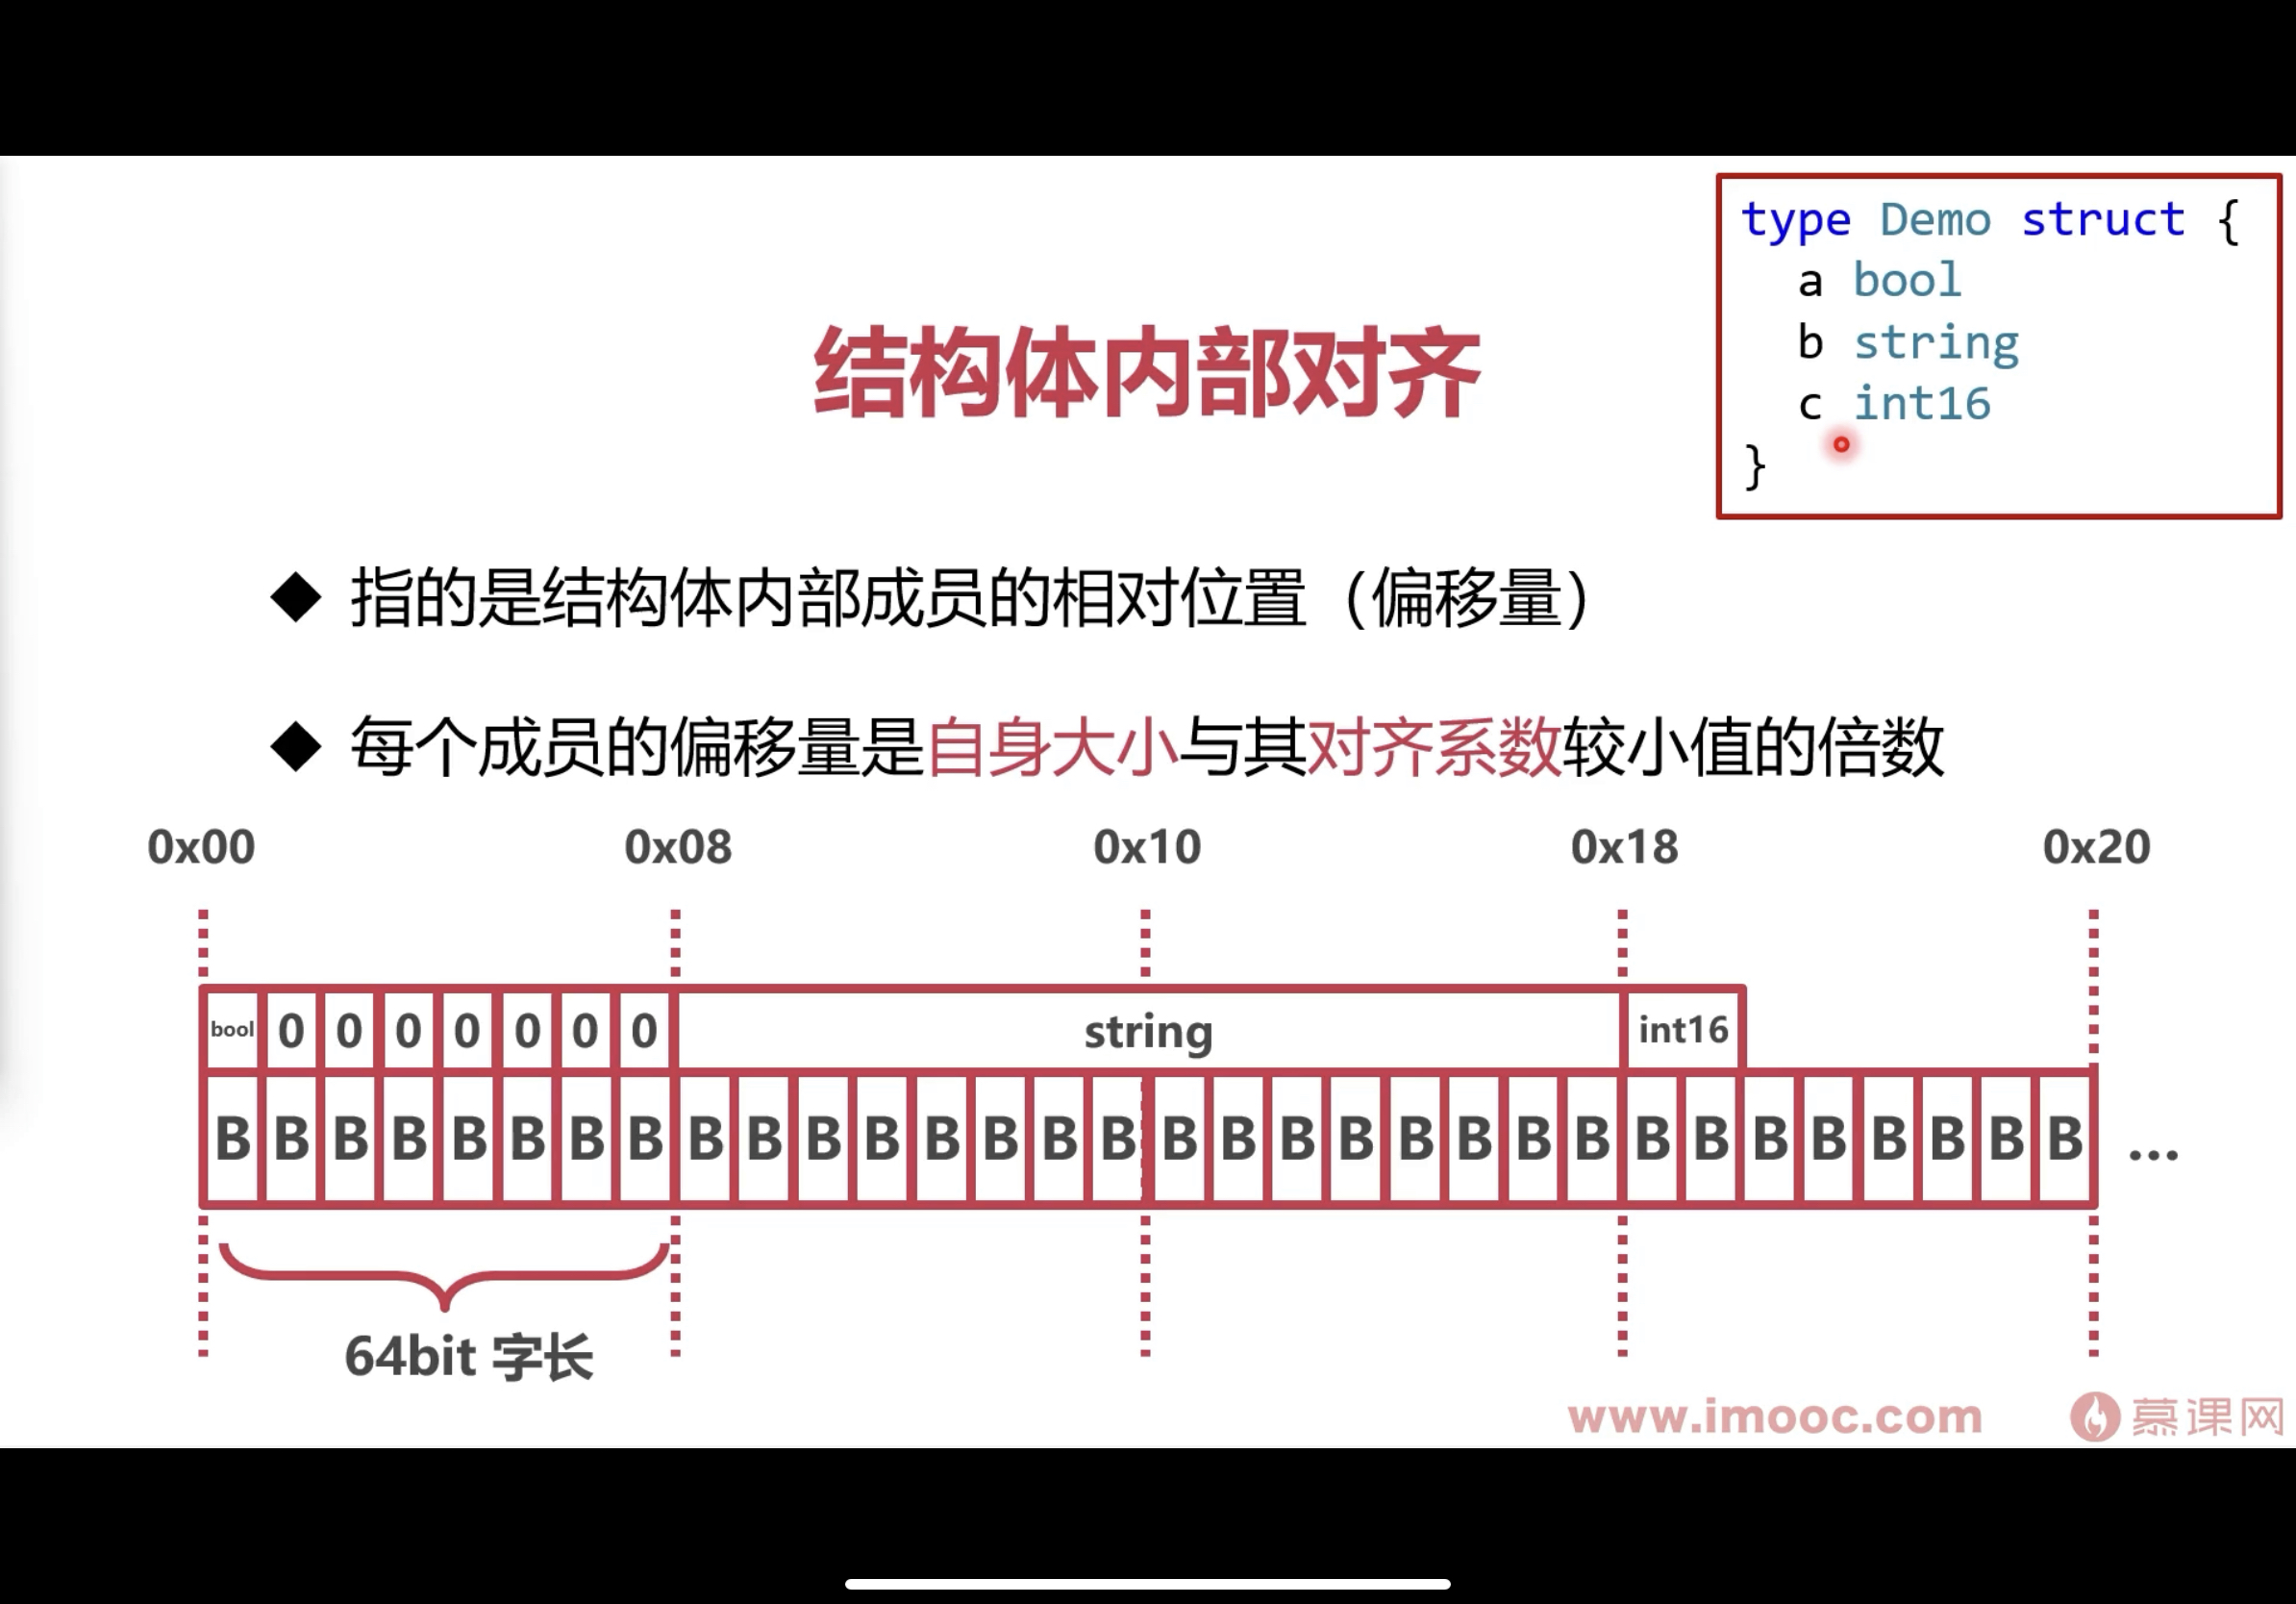 type Demo struct {
a bool
b string
c int16
}
结构体内部对齐
◆ 指的是结构体内部成员的相对位置（偏移量）
◆ 每个成员的偏移量是自身大小与其对齐系数较小值的倍数
0x00 0x08 0x10 0x18 0x20
bool 0 0 0 0 0 0 0 string int16
B B B B B B B B B B B B B B B B B B B B B B B B B B B B B B B B ...
64bit 字长
www.imooc.com 慕课网